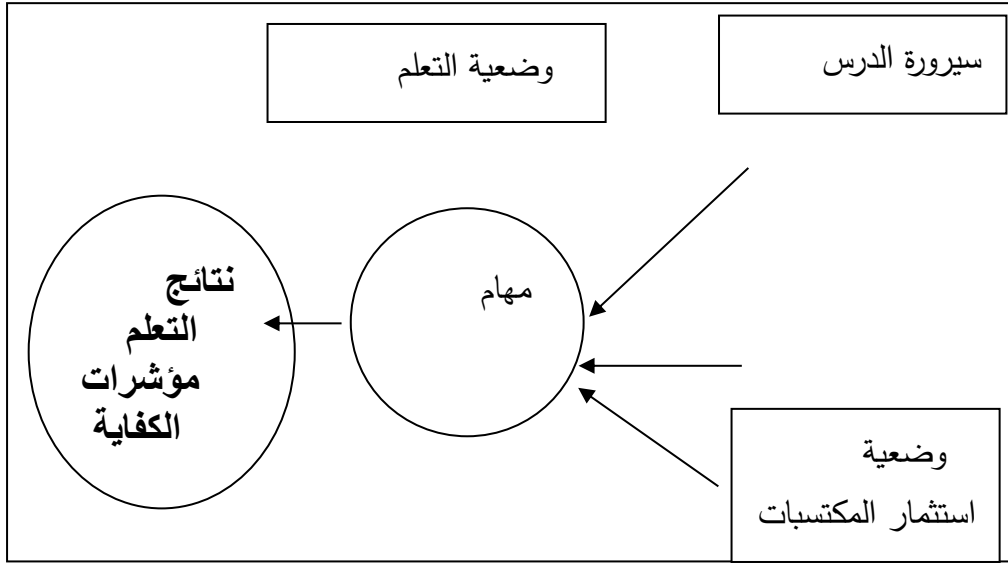 سيرورة الدرس
وضعية التعلم
مهام
نتائج
التعلم
مؤشرات
الكفاية
وضعية
استثمار المكتسبات